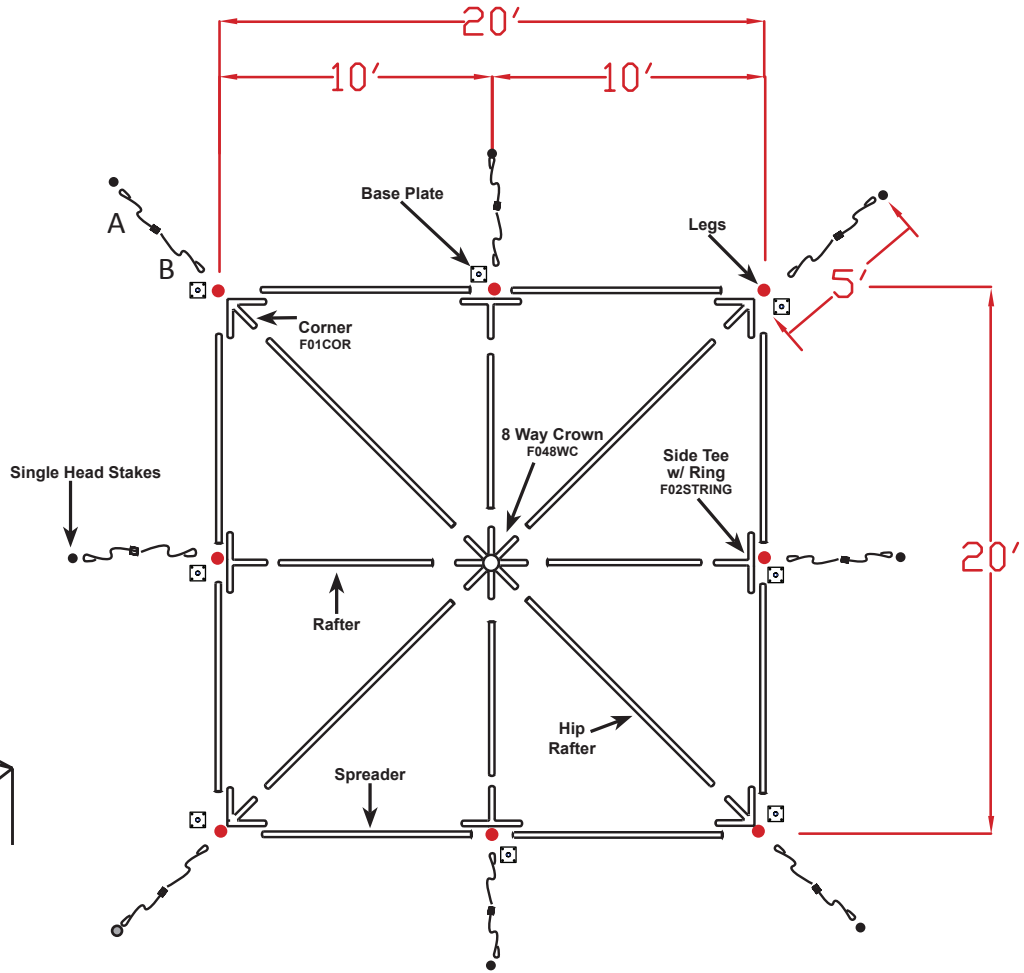 20'
10'
10'
Base Plate
A
Legs
B
5'
Corner
F01COR
8 Way Crown
F048WC
Side Tee
w/ Ring
F02STRING
Single Head Stakes
20'
Rafter
Hip
Rafter
Spreader